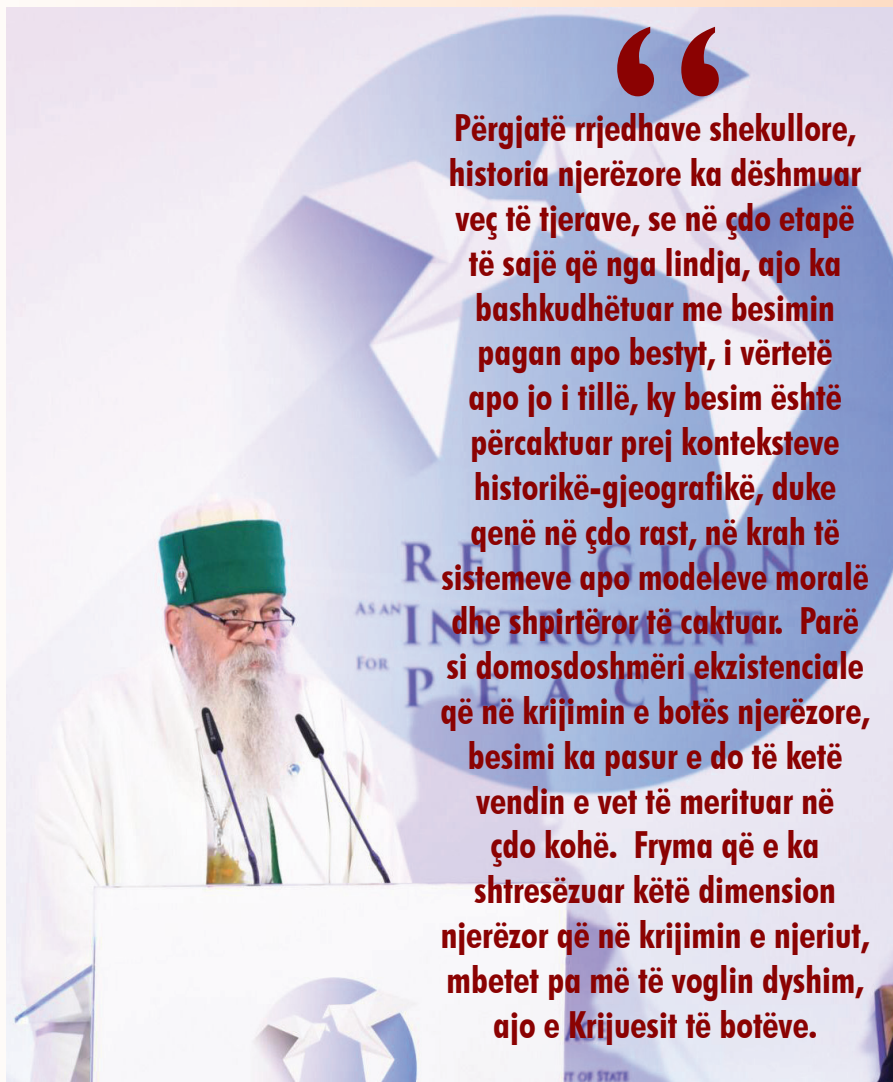 “
Përgjatë rrjedhave shekullore,
historia njerëzore ka dëshmuar
veç të tjerave, se në çdo etapë
të sajë që nga lindja, ajo ka
bashkudhëtuar me besimin
pagan apo bestyt, i vërtetë
apo jo i tillë, ky besim është
përcaktuar prej konteksteve
historikë-gjeografikë, duke
qenë në çdo rast, në krah të
sistemeve apo modeleve moralë
dhe shpirtëror të caktuar. Parë
si domosdoshmëri ekzistenciale
që në krijimin e botës njerëzore,
besimi ka pasur e do të ketë
vendin e vet të merituar në
çdo kohë. Fryma që e ka
shtresëzuar këtë dimension
njerëzor që në krijimin e njeriut,
mbetet pa më të voglin dyshim,
ajo e Krijuesit të botëve.
RELIGION
AS AN INSTRUMENT
FOR PEACE
OF STATE